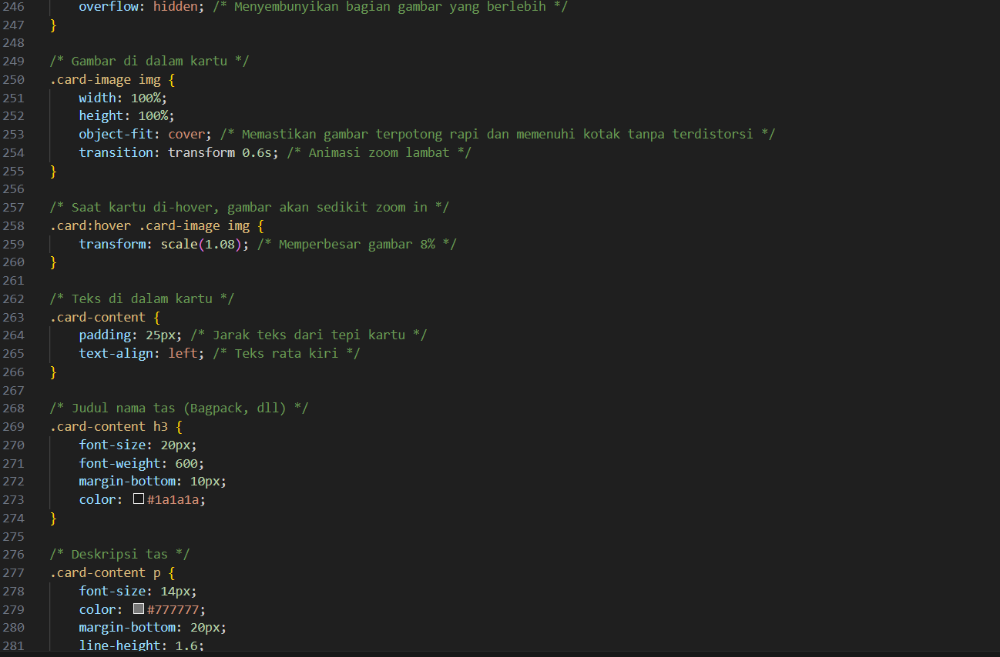 246 overflow: hidden; /* Menyembunyikan bagian gambar yang berlebih */
247 }
248
249 /* Gambar di dalam kartu */
250 .card-image img {
251 width: 100%;
252 height: 100%;
253 object-fit: cover; /* Memastikan gambar terpotong rapi dan memenuhi kotak tanpa terdistorsi */
254 transition: transform 0.6s; /* Animasi zoom lambat */
255 }
256
257 /* Saat kartu di-hover, gambar akan sedikit zoom in */
258 .card:hover .card-image img {
259 transform: scale(1.08); /* Memperbesar gambar 8% */
260 }
261
262 /* Teks di dalam kartu */
263 .card-content {
264 padding: 25px; /* Jarak teks dari tepi kartu */
265 text-align: left; /* Teks rata kiri */
266 }
267
268 /* Judul nama tas (Bagpack, dll) */
269 .card-content h3 {
270 font-size: 20px;
271 font-weight: 600;
272 margin-bottom: 10px;
273 color: #1a1a1a;
274 }
275
276 /* Deskripsi tas */
277 .card-content p {
278 font-size: 14px;
279 color: #777777;
280 margin-bottom: 20px;
281 line-height: 1.6;